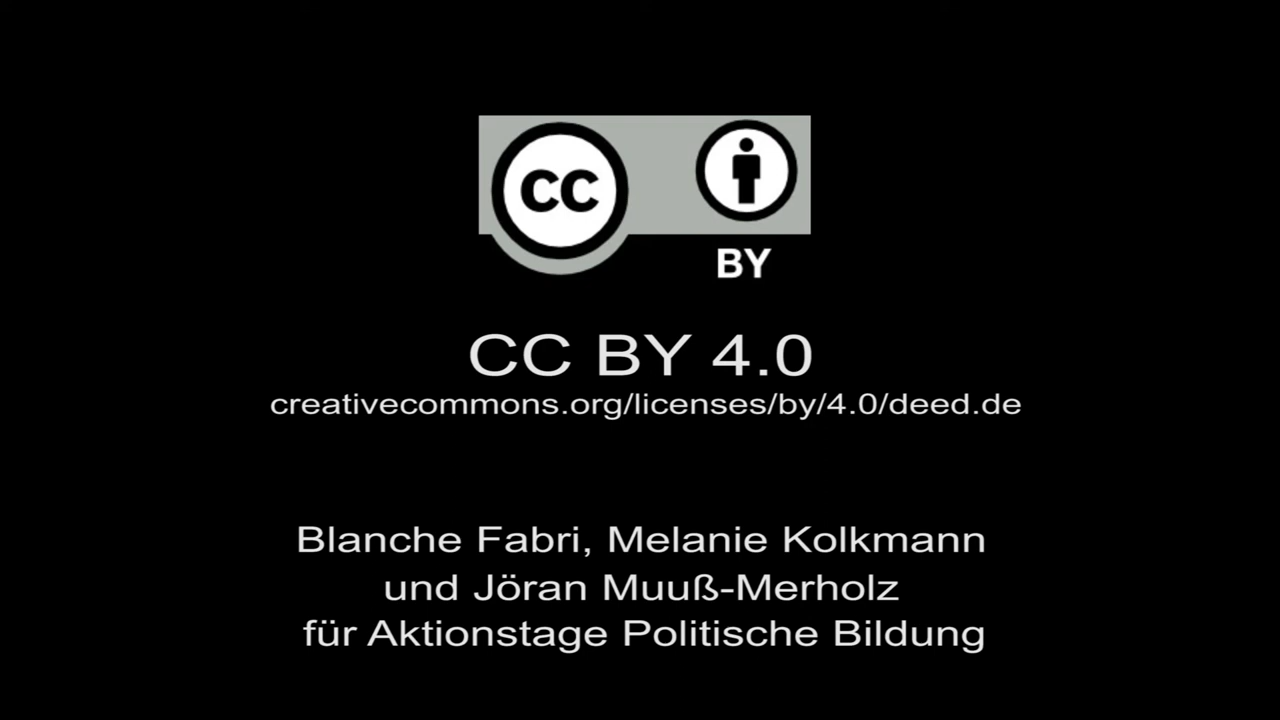 CC
BY
CC BY 4.0
creativecommons.org/licenses/by/4.0/deed.de
Blanche Fabri, Melanie Kolkmann
und Jöran Muuß-Merholz
für Aktionstage Politische Bildung